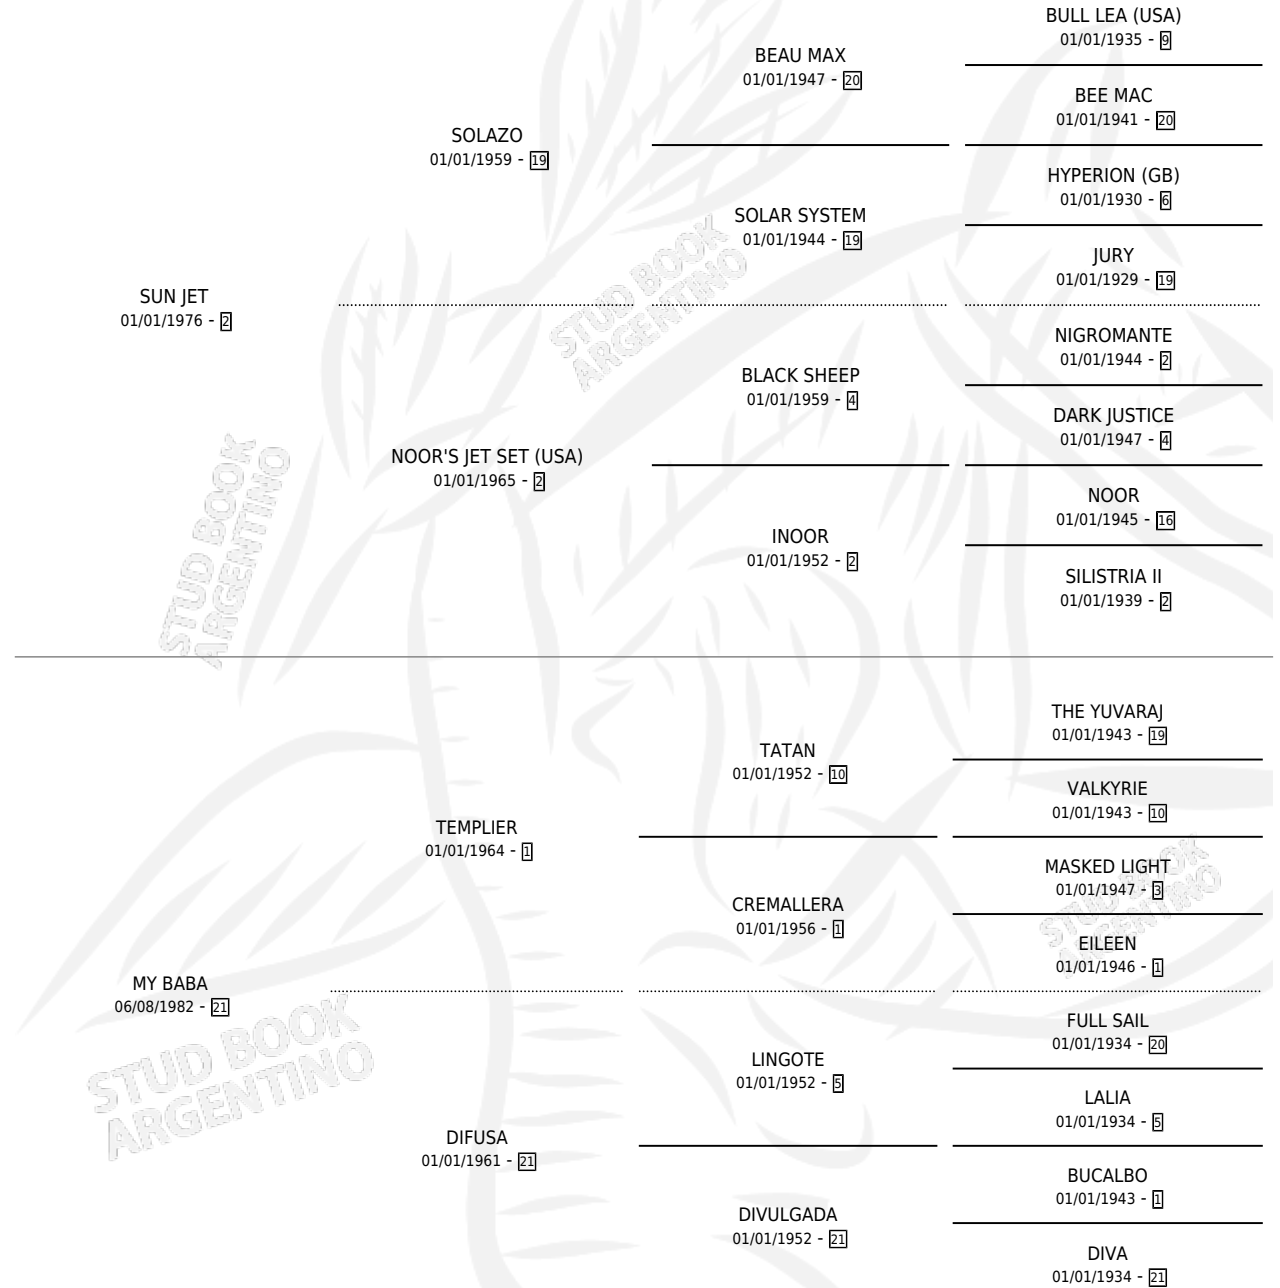 BULL LEA (USA)
01/01/1935 - 9
BEAU MAX
01/01/1947 - 20
BEE MAC
01/01/1941 - 20
SOLAZO
01/01/1959 - 19
HYPERION (GB)
01/01/1930 - 6
SOLAR SYSTEM
01/01/1944 - 19
JURY
01/01/1929 - 19
SUN JET
01/01/1976 - 2
NIGROMANTE
01/01/1944 - 2
BLACK SHEEP
01/01/1959 - 4
DARK JUSTICE
01/01/1947 - 4
NOOR'S JET SET (USA)
01/01/1965 - 2
NOOR
01/01/1945 - 16
INOOR
01/01/1952 - 2
SILISTRIA II
01/01/1939 - 2
THE YUVARAJ
01/01/1943 - 19
TATAN
01/01/1952 - 10
VALKYRIE
01/01/1943 - 10
TEMPLIER
01/01/1964 - 1
MASKED LIGHT
01/01/1947 - 3
CREMALLERA
01/01/1956 - 1
EILEEN
01/01/1946 - 1
MY BABA
06/08/1982 - 21
FULL SAIL
01/01/1934 - 20
LINGOTE
01/01/1952 - 5
LALIA
01/01/1934 - 5
DIFUSA
01/01/1961 - 21
BUCALBO
01/01/1943 - 1
DIVULGADA
01/01/1952 - 21
DIVA
01/01/1934 - 21
STUD BOOK
ARGENTINO
STUD BOOK
ARGENTINO
STUD BOOK
ARGENTINO
STUD BOOK
ARGENTINO